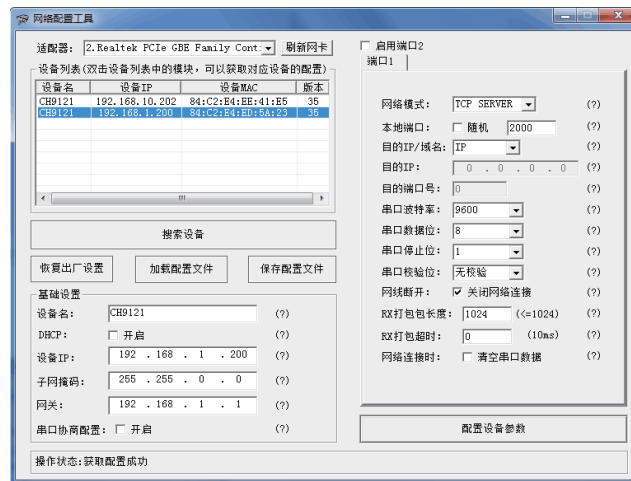 网络配置工具
适配器: 2.Realtek PCIe GBE Family Cont: 刷新网卡
设备列表(双击设备列表中的模块，可以获取对应设备的配置)
设备名 设备IP 设备MAC 版本
CH9121 192.168.10.202 84:C2:E4:EE:41:E5 35
CH9121 192.168.1.200 84:C2:E4:ED:5A:23 35
搜索设备
恢复出厂设置 加载配置文件 保存配置文件
基础设置
设备名: CH9121 (?)
DHCP: 开启 (?)
设备IP: 192 . 168 . 1 . 200 (?)
子网掩码: 255 . 255 . 0 . 0 (?)
网关: 192 . 168 . 1 . 1 (?)
串口协商配置: 开启 (?)
启用端口2
端口1
网络模式: TCP SERVER (?)
本地端口: 随机 2000 (?)
目的IP/域名: IP (?)
目的IP: 0 . 0 . 0 . 0 (?)
目的端口号: 0 (?)
串口波特率: 9600 (?)
串口数据位: 8 (?)
串口停止位: 1 (?)
串口校验位: 无校验 (?)
网线断开: 关闭网络连接 (?)
RX打包包长度: 1024 (<=1024) (?)
RX打包超时: 0 (10ms) (?)
网络连接时: 清空串口数据 (?)
配置设备参数
操作状态:获取配置成功